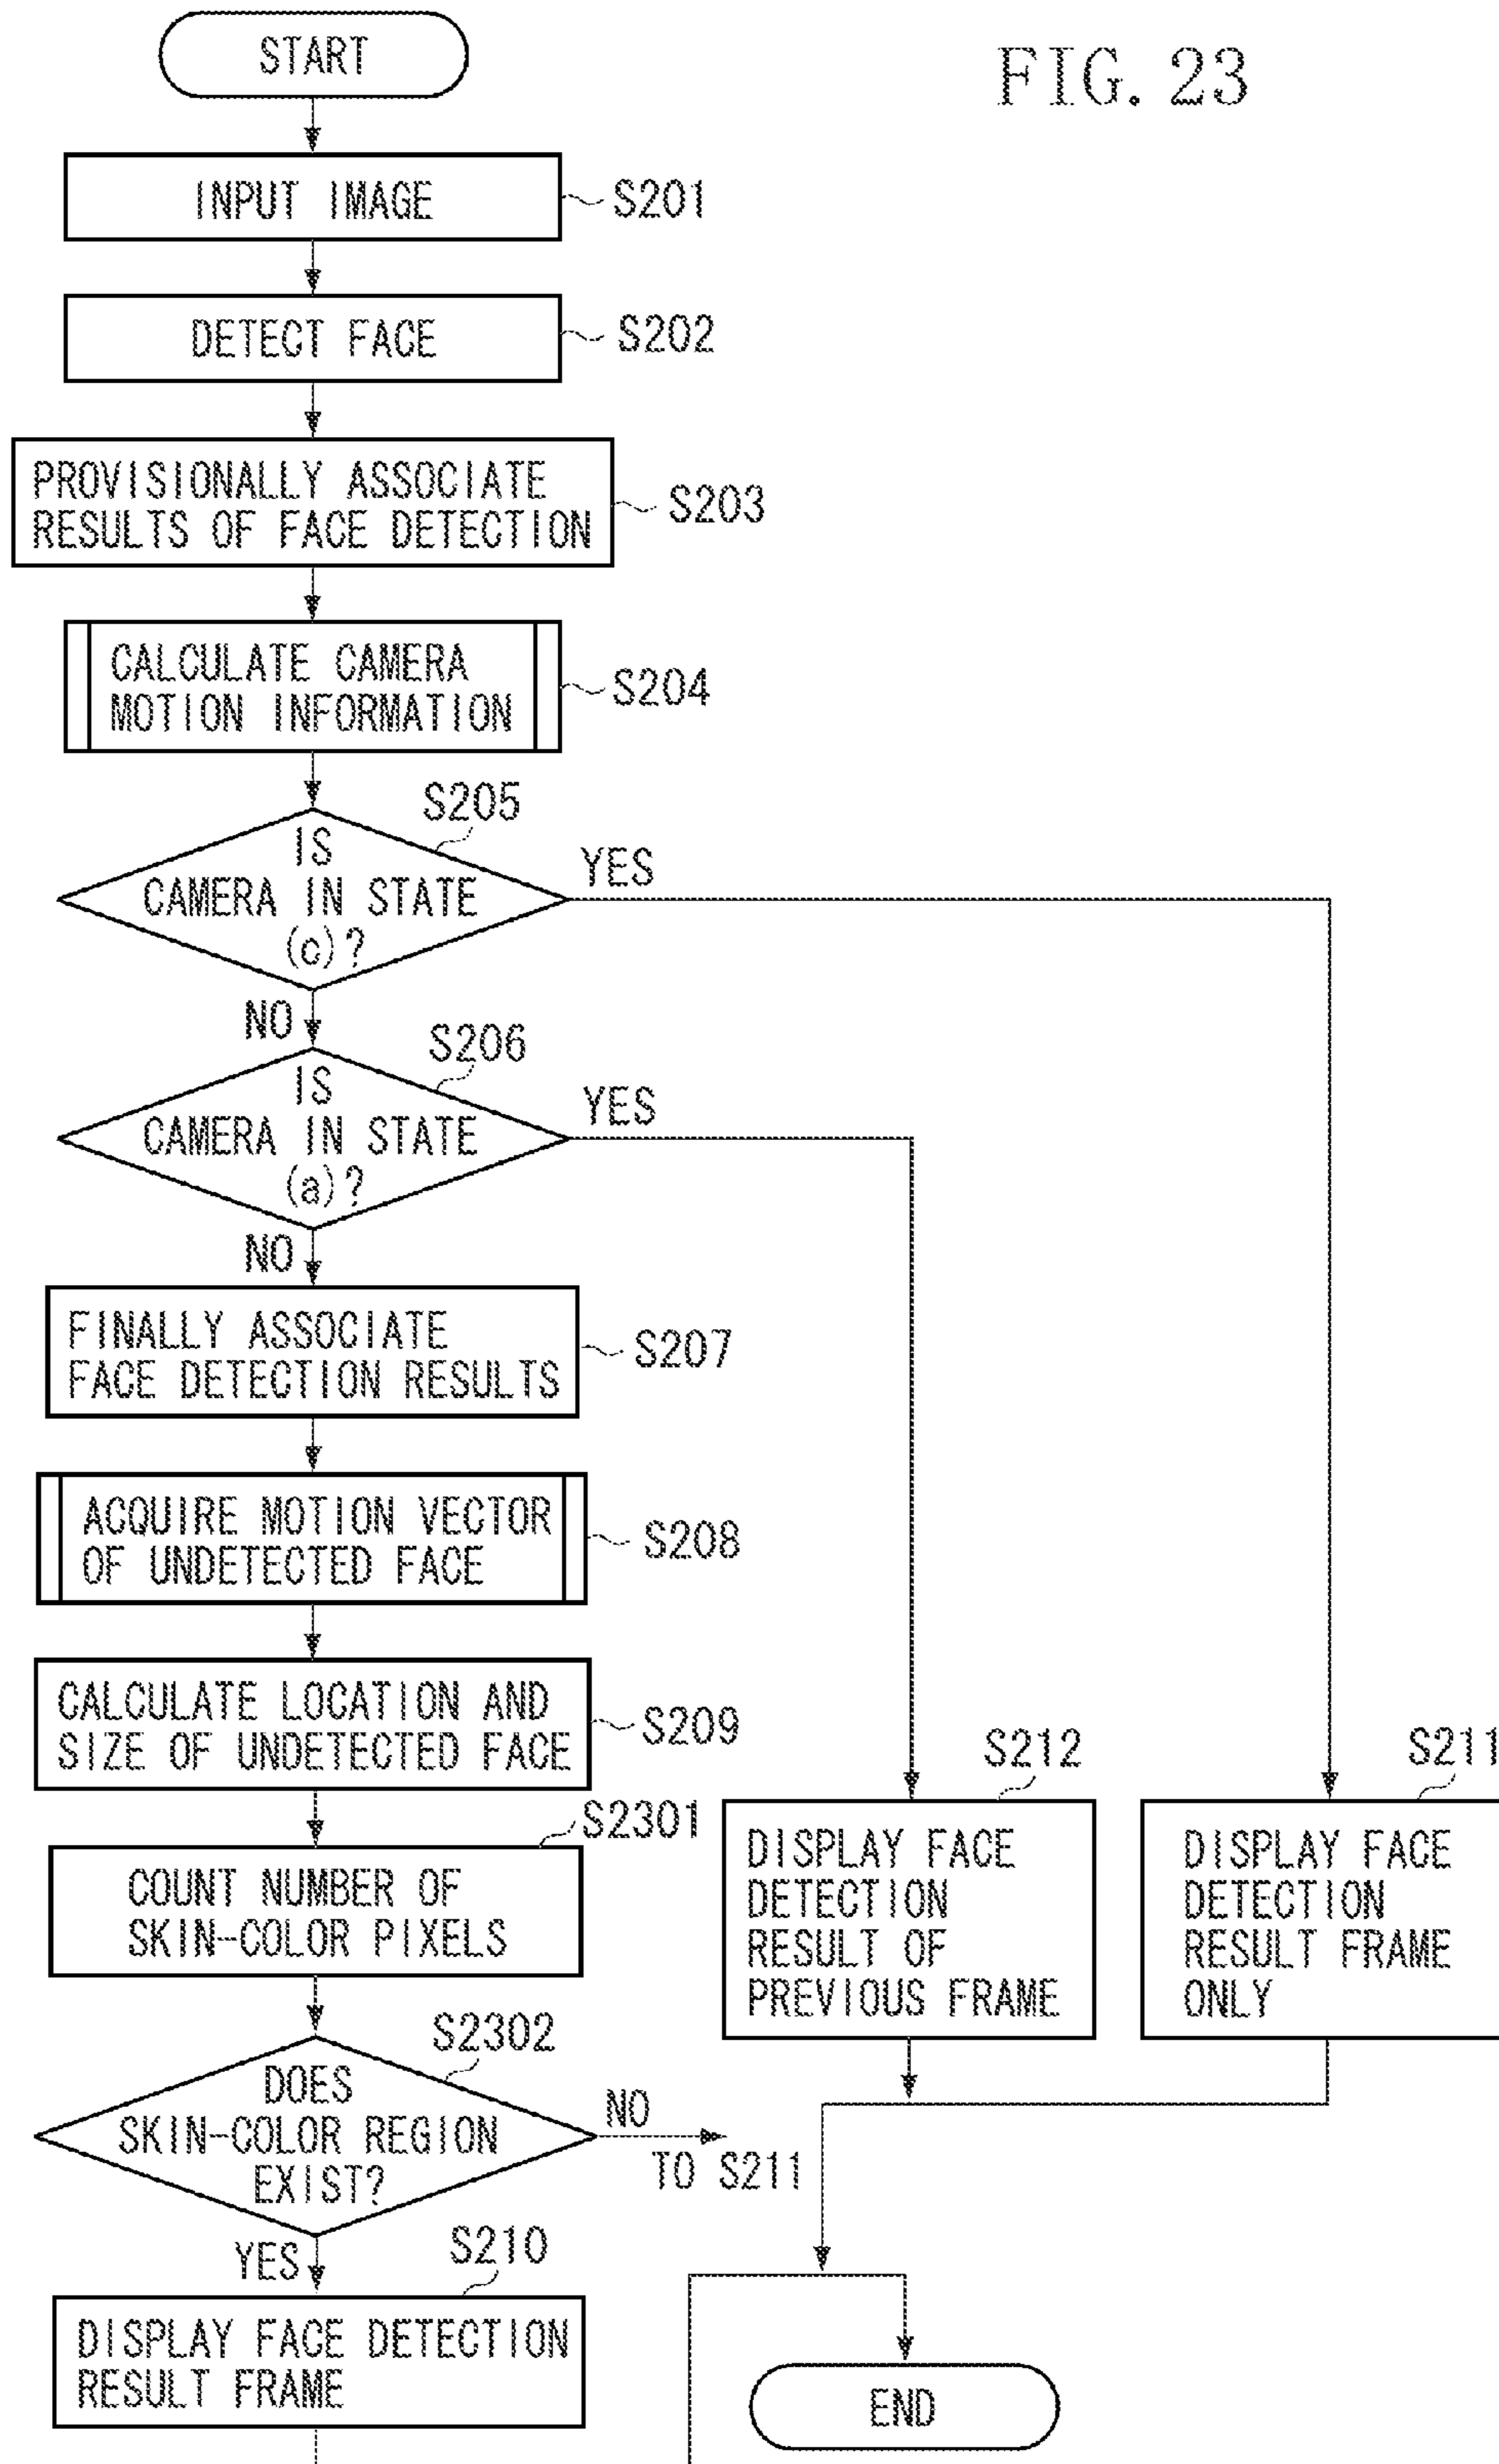 FIG. 23
START
INPUT IMAGE
S201
DETECT FACE
S202
PROVISIONALLY ASSOCIATE
RESULTS OF FACE DETECTION
S203
CALCULATE CAMERA
MOTION INFORMATION
S204
S205
IS
CAMERA IN STATE
(c)?
YES
NO
S206
IS
CAMERA IN STATE
(a)?
YES
NO
FINALLY ASSOCIATE
FACE DETECTION RESULTS
S207
ACQUIRE MOTION VECTOR
OF UNDETECTED FACE
S208
CALCULATE LOCATION AND
SIZE OF UNDETECTED FACE
S209
S2301
COUNT NUMBER OF
SKIN-COLOR PIXELS
S2302
DOES
SKIN-COLOR REGION
EXIST?
NO
TO S211
YES
S210
DISPLAY FACE DETECTION
RESULT FRAME
S212
DISPLAY FACE
DETECTION
RESULT OF
PREVIOUS FRAME
S211
DISPLAY FACE
DETECTION
RESULT FRAME
ONLY
END